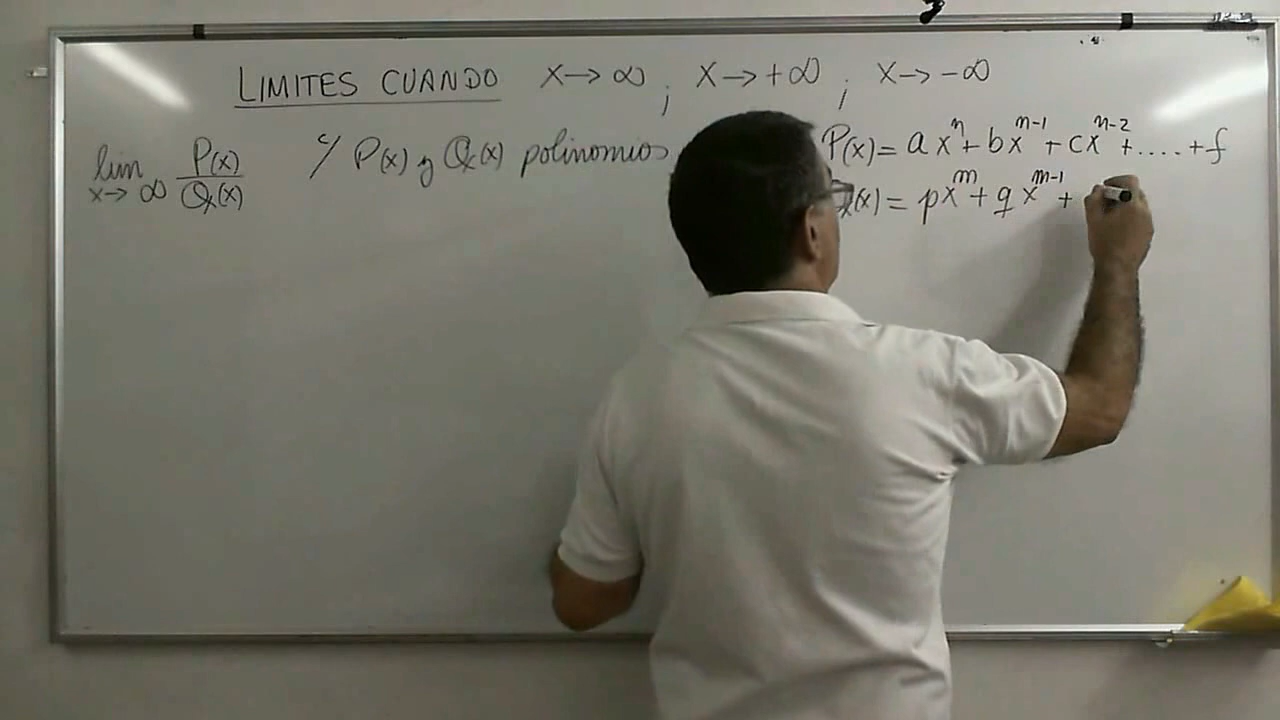 LIMITES CUANDO x→∞ ; x→+∞ ; x→-∞
lim x→∞ P(x)/Q(x) c/ P(x) y Q(x) polinomios
P(x) = ax^n + bx^{n-1} + cx^{n-2} + .... + f
(x) = px^m + qx^{m-1} +